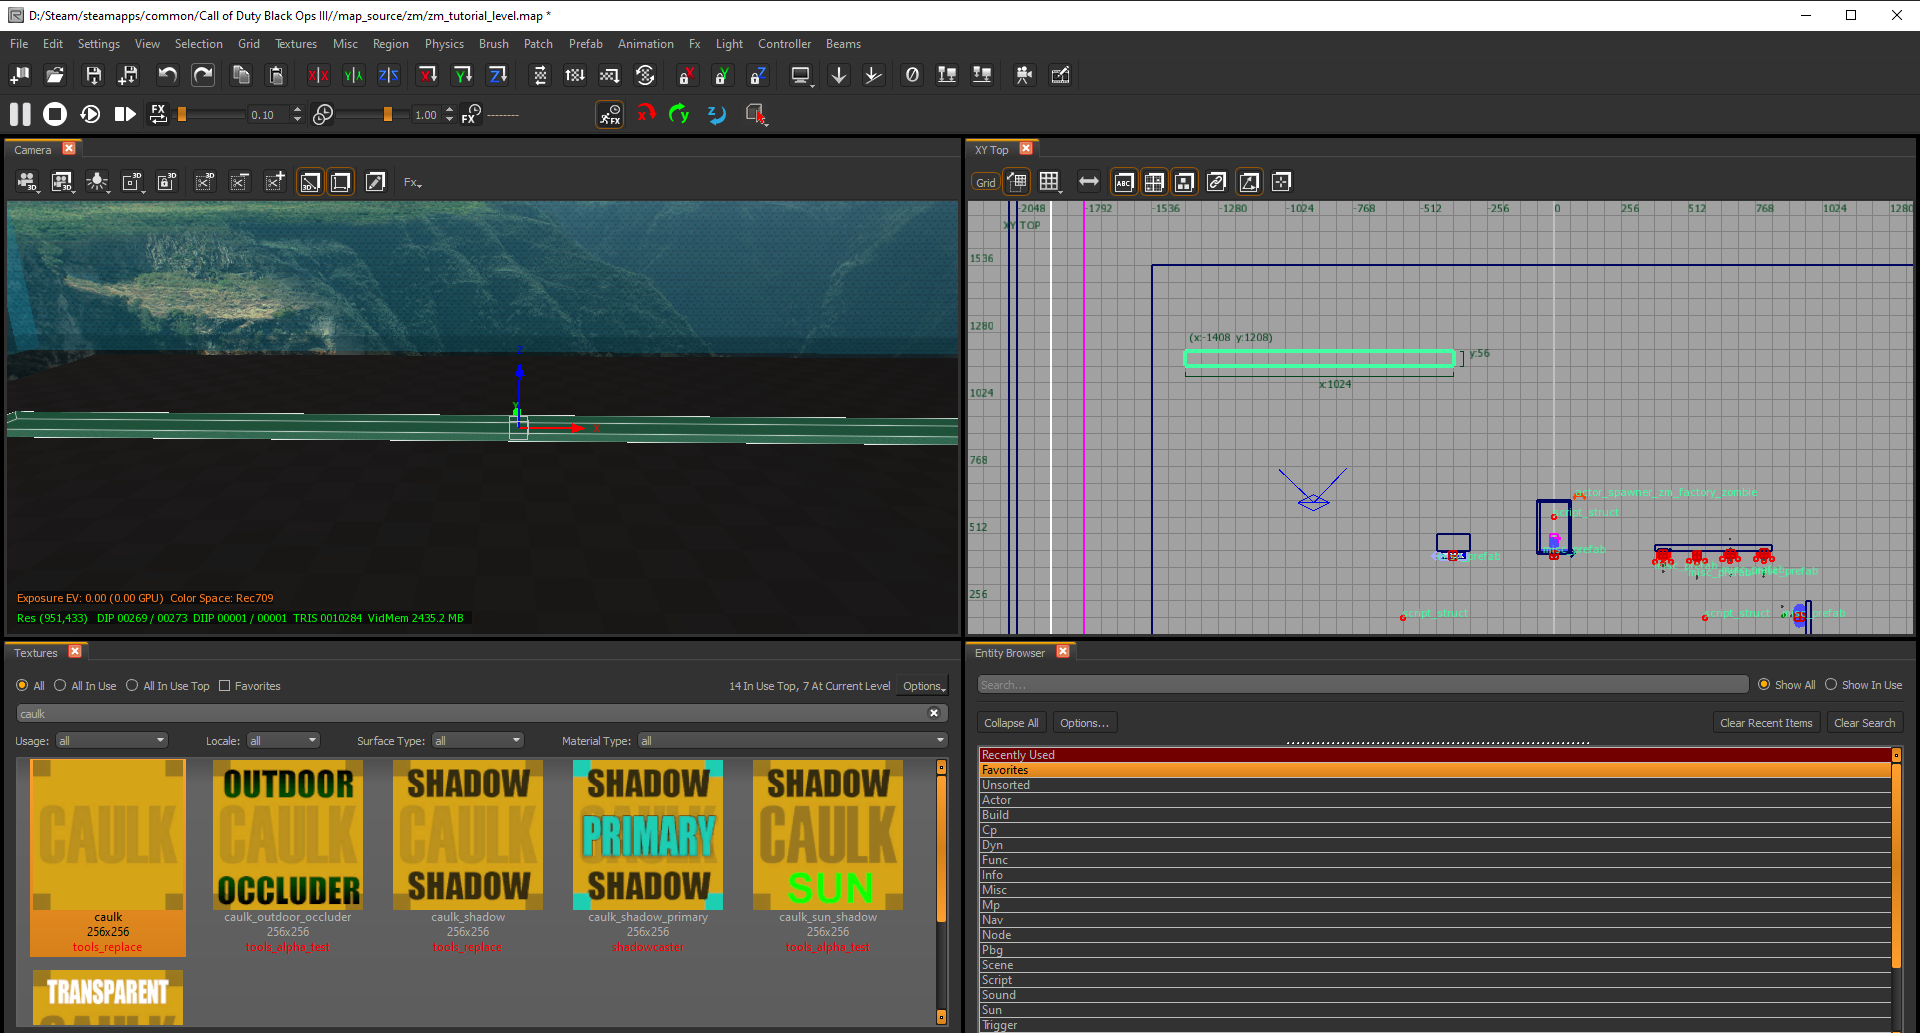 D:/Steam/steamapps/common/Call of Duty Black Ops III//map_source/zm/zm_tutorial_level.map *
File Edit Settings View Selection Grid Textures Misc Region Physics Brush Patch Prefab Animation Fx Light Controller Beams
FX 0.10 1.00 FX --------
Camera
Fx
Exposure EV: 0.00 (0.00 GPU) Color Space: Rec709
Res (951,433) DIP 00269 / 00273 DIIP 00001 / 00001 TRIS 0010284 VidMem 2435.2 MB
XY Top
Grid ABC
-2048 -1792 -1536 -1280 -1024 -768 -512 -256 0 256 512 768 1024 1280
XY TOP
1536
1280
(x:-1408 y:1208)
y:56
x:1024
1024
768
actor_spawner_zm_factory_zombie
script_struct
512
misc_prefab
256
script_struct
script_struct
misc_prefab
Textures
All All In Use All In Use Top Favorites 14 In Use Top, 7 At Current Level Options
caulk
Usage: all Locale: all Surface Type: all Material Type: all
CAULK
caulk
256x256
tools_replace
OUTDOOR
CAULK
OCCLUDER
caulk_outdoor_occluder
256x256
tools_alpha_test
SHADOW
CAULK
SHADOW
caulk_shadow
256x256
tools_replace
SHADOW
PRIMARY
SHADOW
caulk_shadow_primary
256x256
shadowcaster
SHADOW
CAULK
SUN
caulk_sun_shadow
256x256
tools_alpha_test
TRANSPARENT
Entity Browser
Search... Show All Show In Use
Collapse All Options... Clear Recent Items Clear Search
Recently Used
Favorites
Unsorted
Actor
Build
Cp
Dyn
Func
Info
Misc
Mp
Nav
Node
Pbg
Scene
Script
Sound
Sun
Trigger